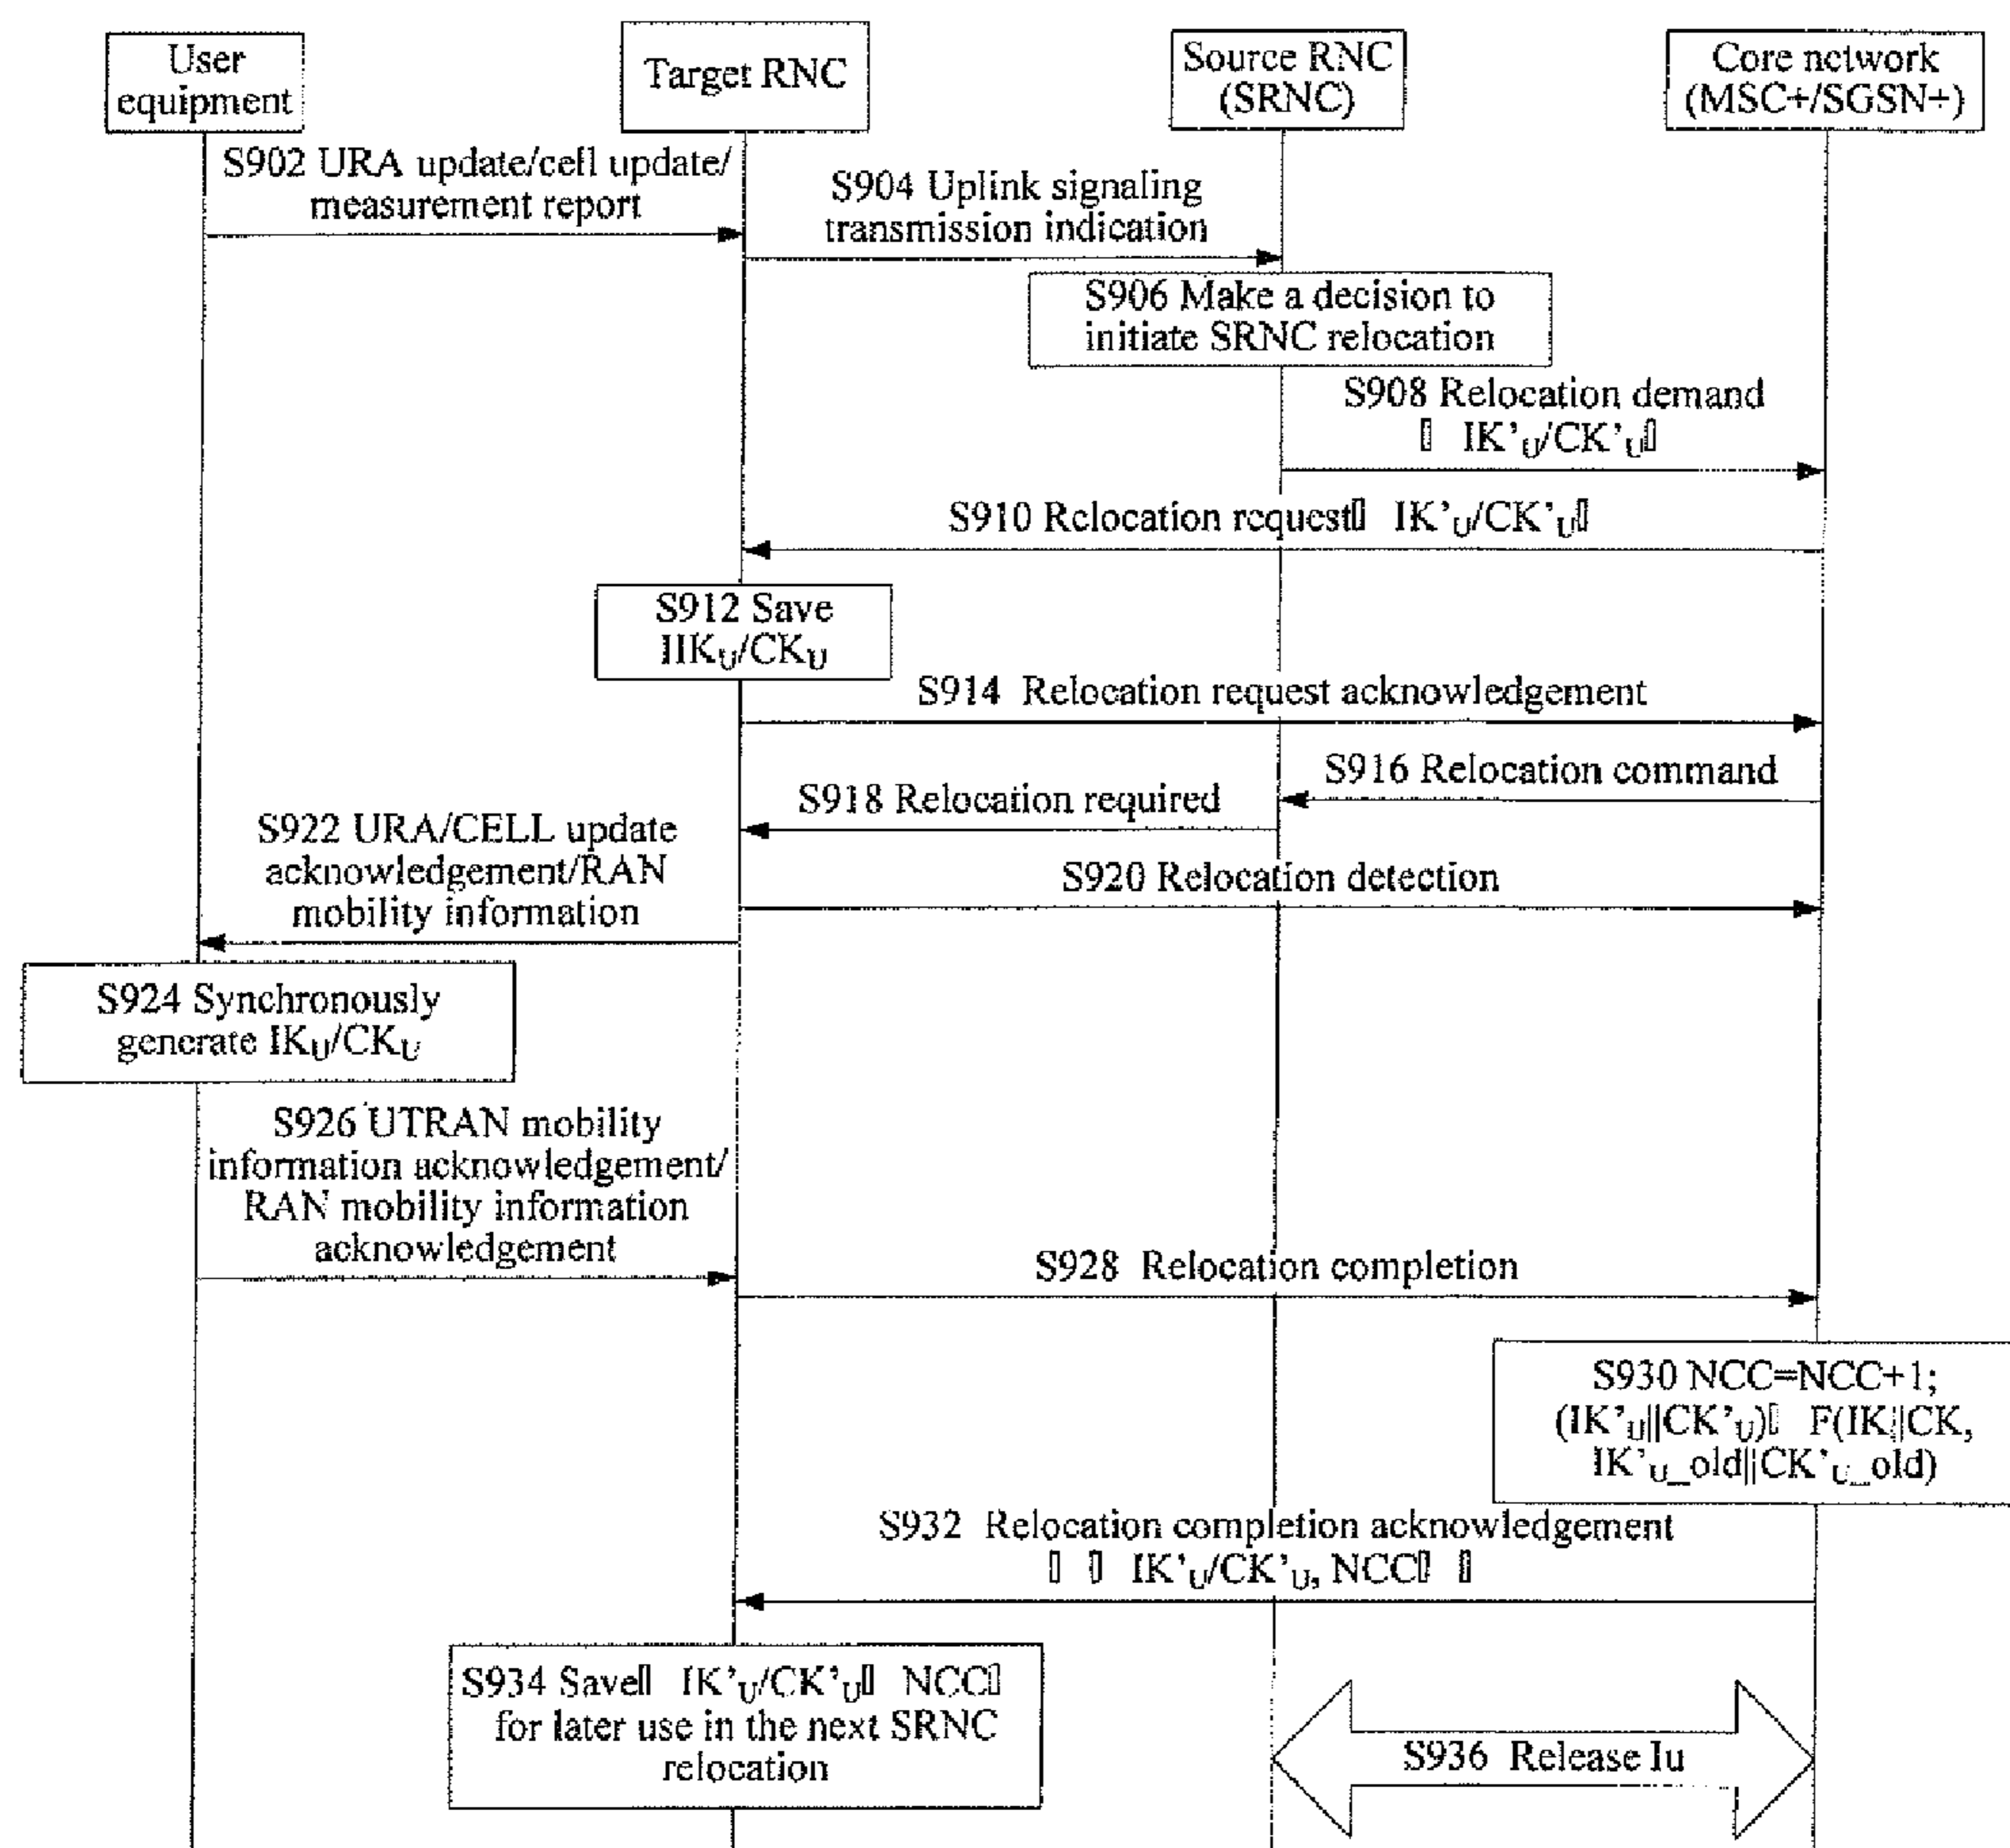 User
equipment
Target RNC
Source RNC
(SRNC)
Core network
(MSC+/SGSN+)
S902 URA update/cell update/
measurement report
S904 Uplink signaling
transmission indication
S906 Make a decision to
initiate SRNC relocation
S908 Relocation demand
▯ IK'U/CK'U▯
S910 Relocation request▯ IK'U/CK'U▯
S912 Save
IIKU/CKU
S914 Relocation request acknowledgement
S916 Relocation command
S918 Relocation required
S922 URA/CELL update
acknowledgement/RAN
mobility information
S920 Relocation detection
S924 Synchronously
generate IKU/CKU
S926 UTRAN mobility
information acknowledgement/
RAN mobility information
acknowledgement
S928 Relocation completion
S930 NCC=NCC+1;
(IK'U||CK'U)▯ F(IK||CK,
IK'U_old||CK'U_old)
S932 Relocation completion acknowledgement
▯ ▯ IK'U/CK'U, NCC▯ ▯
S934 Save▯ IK'U/CK'U▯ NCC▯
for later use in the next SRNC
relocation
S936 Release Iu